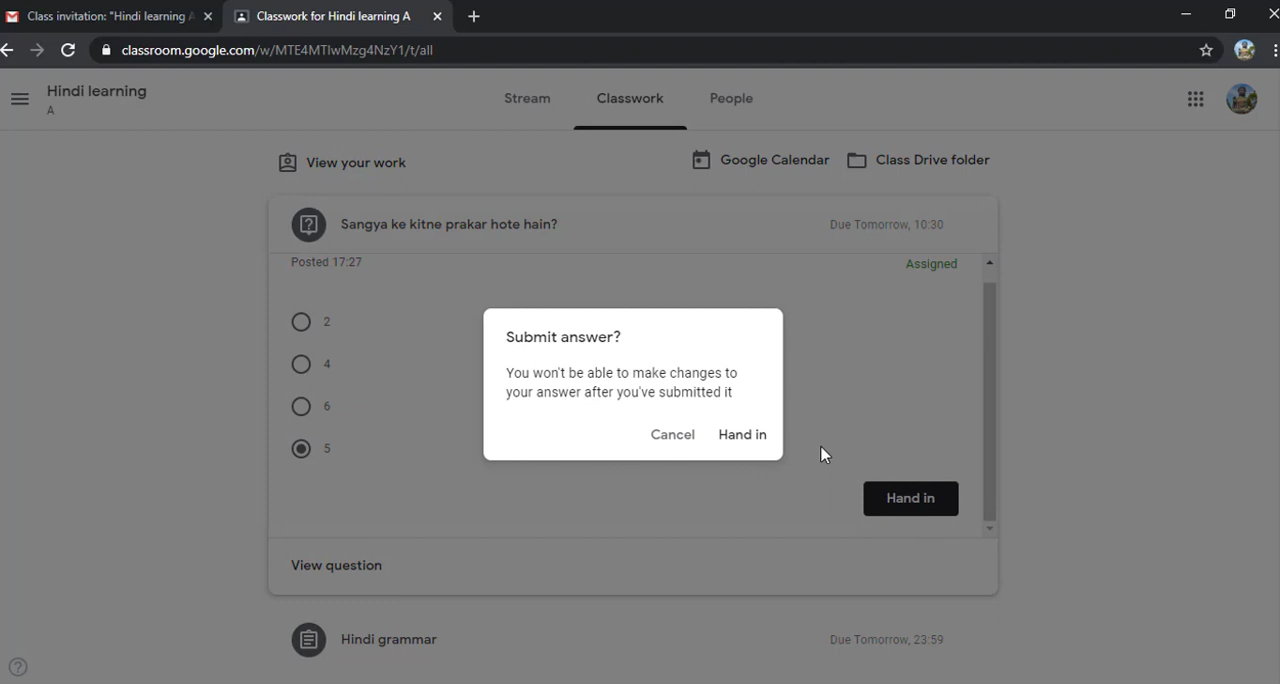 Class invitation: "Hindi learning A
Classwork for Hindi learning A
classroom.google.com/w/MTE4MTIwMzg4NzY1/t/all
Hindi learning
A
Stream
Classwork
People
View your work
Google Calendar
Class Drive folder
Sangya ke kitne prakar hote hain?
Due Tomorrow, 10:30
Posted 17:27
Assigned
2
4
6
5
Submit answer?
You won't be able to make changes to
your answer after you've submitted it
Cancel
Hand in
Hand in
View question
Hindi grammar
Due Tomorrow, 23:59